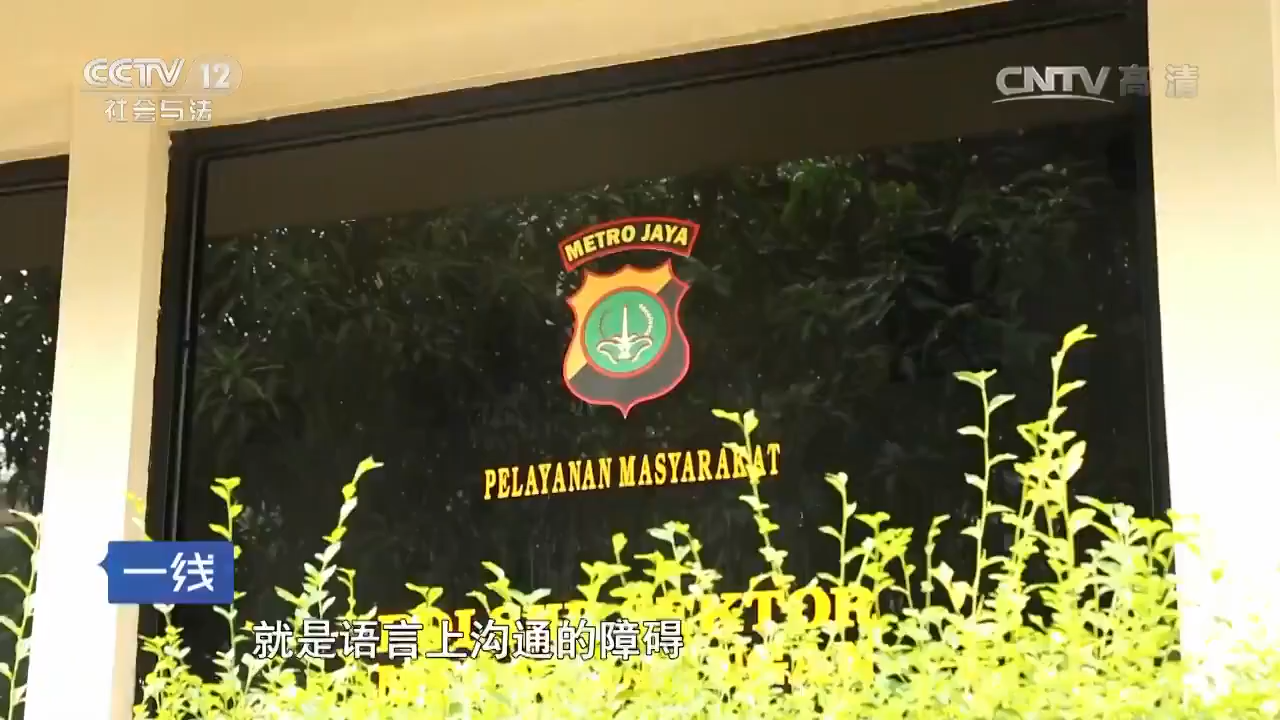 CCTV 12
社会与法
CNTV 高清
METRO JAYA
PELAYANAN MASYARAKAT
一线
就是语言上沟通的障碍